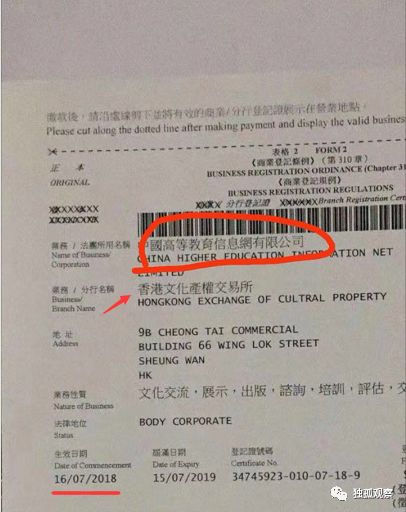 繳款後，請沿虛線剪下並將有效的商業/分行登記證展示在營業地點。
Please cut along the dotted line after making payment and display the valid busines
表格 2 FORM 2
正 本 《商業登記條例》（第 310 章）
ORIGINAL BUSINESS REGISTRATION ORDINANCE (Chapter 31
《商業登記規例》
BUSINESS REGISTRATION REGULATIONS
分行登記證 Branch Registration Cert
業務 / 法團所用名稱 中國高等教育信息網有限公司
Name of Business/ CHINA HIGHER EDUCATION INFORMATION NET
Corporation LIMITED
業務 / 分行名稱 香港文化產權交易所
Business/ HONGKONG EXCHANGE OF CULTRAL PROPERTY
Branch Name
地 址 9B CHEONG TAI COMMERCIAL
Address BUILDING 66 WING LOK STREET
SHEUNG WAN
HK
業務性質 文化交流，展示，出版，諮詢，培訓，評估，交
Nature of Business
法律地位 BODY CORPORATE
Status
生效日期 屆滿日期 登記證號碼
Date of Commencement Date of Expiry Certificate No.
16/07/2018 15/07/2019 34745923-010-07-18-9
独孤观察